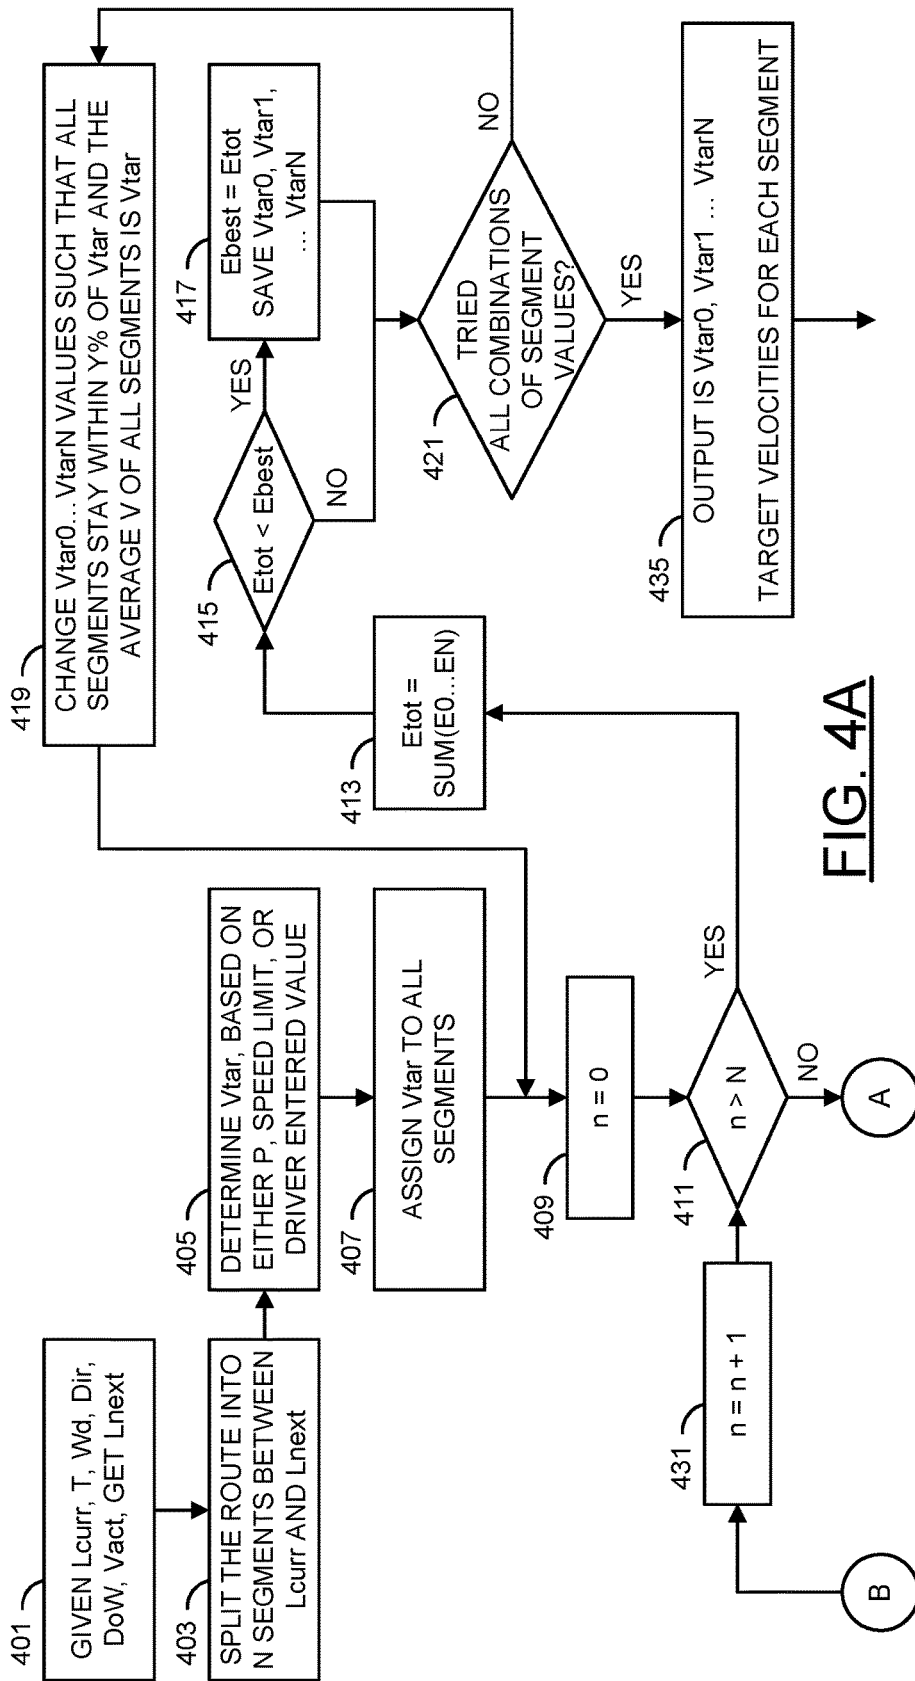 401
GIVEN Lcurr, T, Wd, Dir,
DoW, Vact, GET Lnext
403
SPLIT THE ROUTE INTO
N SEGMENTS BETWEEN
Lcurr AND Lnext
405
DETERMINE Vtar, BASED ON
EITHER P, SPEED LIMIT, OR
DRIVER ENTERED VALUE
407
ASSIGN Vtar TO ALL
SEGMENTS
409
n = 0
411
n > N
YES
NO
A
B
431
n = n + 1
413
Etot =
SUM(E0...EN)
415
Etot < Ebest
YES
NO
417
Ebest = Etot
SAVE Vtar0, Vtar1,
... VtarN
419
CHANGE Vtar0... VtarN VALUES SUCH THAT ALL
SEGMENTS STAY WITHIN Y% OF Vtar AND THE
AVERAGE V OF ALL SEGMENTS IS Vtar
421
TRIED
ALL COMBINATIONS
OF SEGMENT
VALUES?
NO
YES
435
OUTPUT IS Vtar0, Vtar1 ... VtarN
TARGET VELOCITIES FOR EACH SEGMENT
FIG. 4A